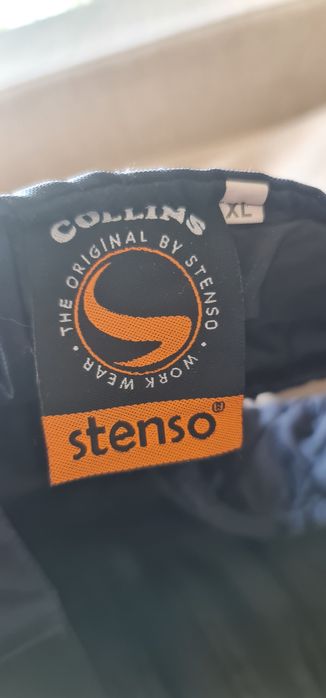 COLLINS
XL
• THE ORIGINAL BY STENSO •
WORK WEAR
stenso®